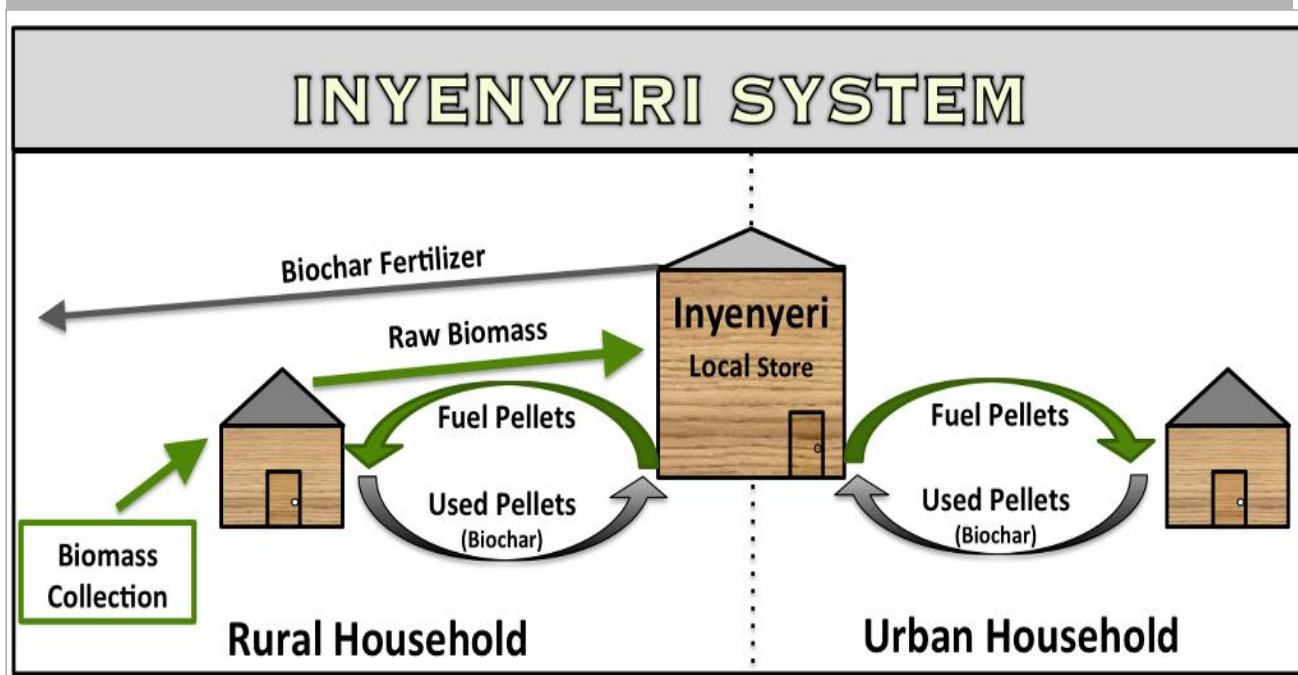 INYENYERI SYSTEM
Biochar Fertilizer
Raw Biomass
Inyenyeri
Local Store
Fuel Pellets
Used Pellets
(Biochar)
Fuel Pellets
Used Pellets
(Biochar)
Biomass
Collection
Rural Household
Urban Household